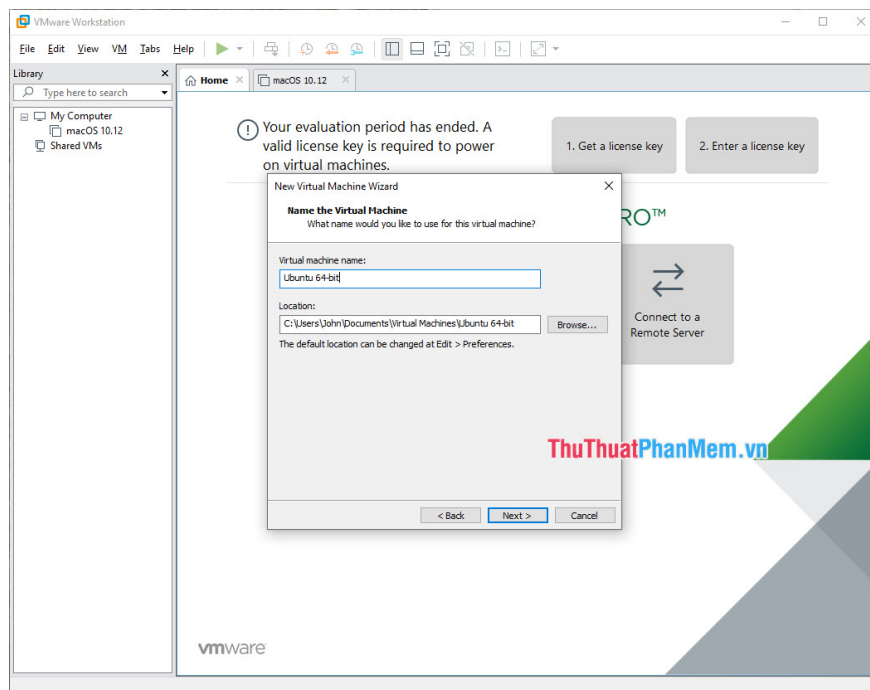 VMware Workstation
File Edit View VM Tabs Help
Library
Home
macOS 10.12
Type here to search
My Computer
macOS 10.12
Shared VMs
Your evaluation period has ended. A
valid license key is required to power
on virtual machines.
1. Get a license key
2. Enter a license key
RO™
New Virtual Machine Wizard
Name the Virtual Machine
What name would you like to use for this virtual machine?
Virtual machine name:
Ubuntu 64-bit
Location:
C:\Users\John\Documents\Virtual Machines\Ubuntu 64-bit
Browse...
The default location can be changed at Edit > Preferences.
Connect to a
Remote Server
ThuThuatPhanMem.vn
< Back Next > Cancel
vmware